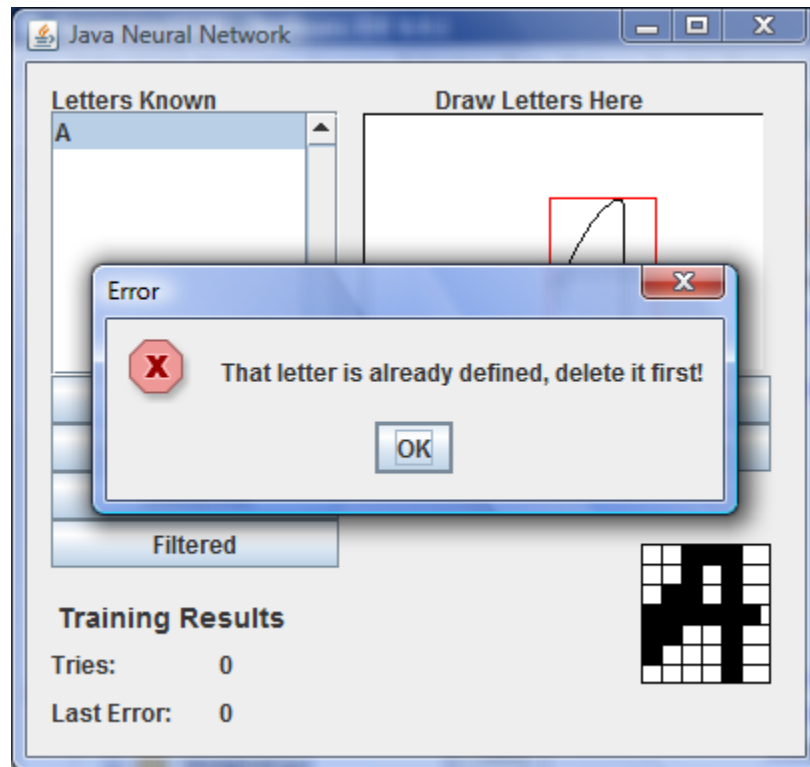 Java Neural Network
Letters Known
Draw Letters Here
A
Error
That letter is already defined, delete it first!
OK
Filtered
Training Results
Tries: 0
Last Error: 0